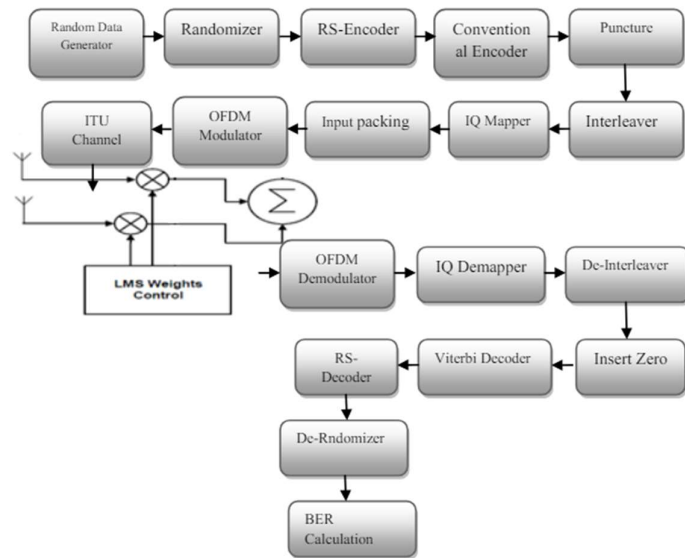 Random Data
Generator
Randomizer
RS-Encoder
Convention
al Encoder
Puncture
ITU
Channel
OFDM
Modulator
Input packing
IQ Mapper
Interleaver
Σ
LMS Weights
Control
OFDM
Demodulator
IQ Demapper
De-Interleaver
RS-
Decoder
Viterbi Decoder
Insert Zero
De-Rndomizer
BER
Calculation